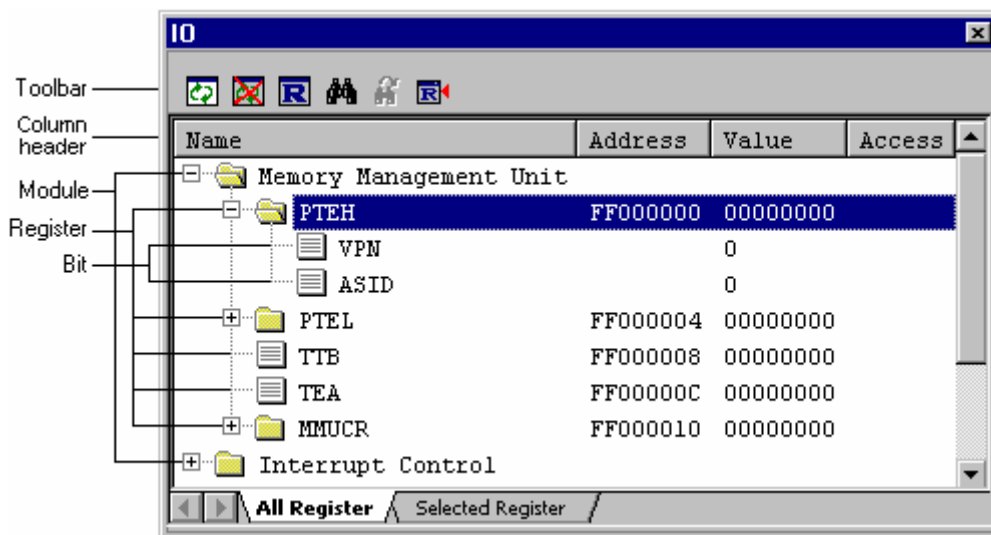 IO
Toolbar
Column header
Name Address Value Access
Module
Memory Management Unit
Register
PTEH FF000000 00000000
Bit
VPN 0
ASID 0
PTEL FF000004 00000000
TTB FF000008 00000000
TEA FF00000C 00000000
MMUCR FF000010 00000000
Interrupt Control
All Register Selected Register